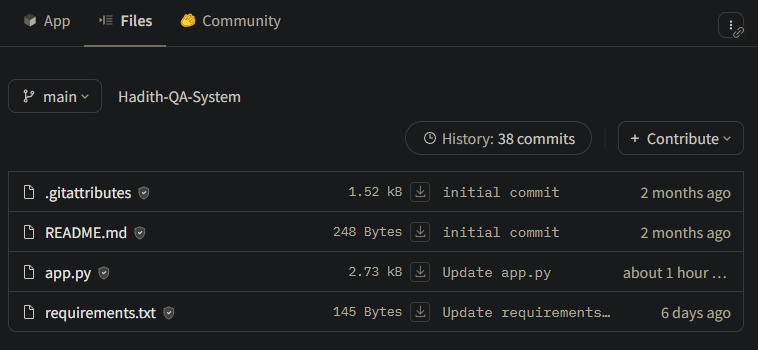 App Files Community
main Hadith-QA-System
History: 38 commits + Contribute
.gitattributes 1.52 kB initial commit 2 months ago
README.md 248 Bytes initial commit 2 months ago
app.py 2.73 kB Update app.py about 1 hour …
requirements.txt 145 Bytes Update requirements… 6 days ago